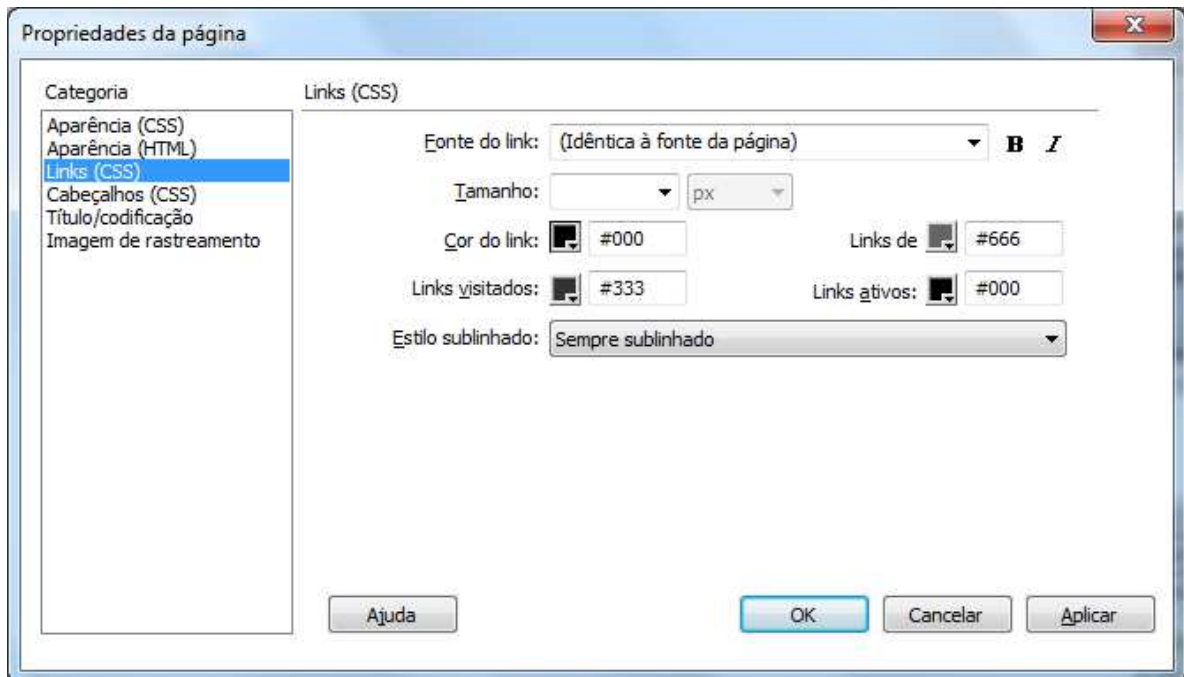 Propriedades da página
Categoria
Aparência (CSS)
Aparência (HTML)
Links (CSS)
Cabeçalhos (CSS)
Título/codificação
Imagem de rastreamento
Links (CSS)
Fonte do link: (Idêntica à fonte da página) B I
Tamanho: px
Cor do link: #000 Links de #666
Links visitados: #333 Links ativos: #000
Estilo sublinhado: Sempre sublinhado
Ajuda OK Cancelar Aplicar